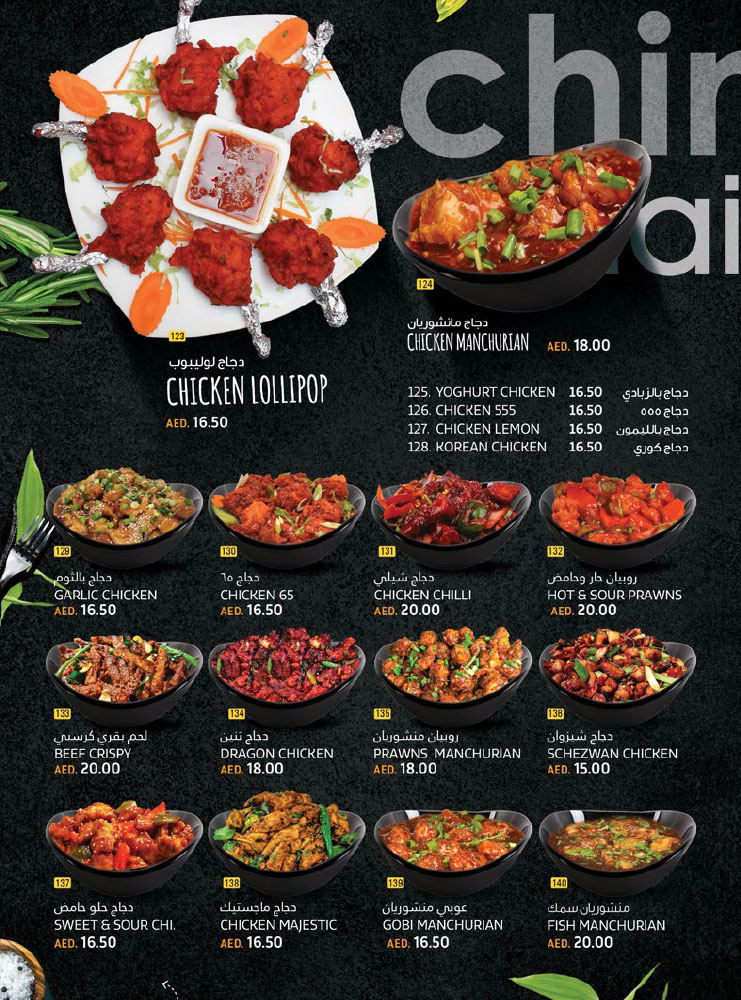 chin
ai
123
دجاج لوليبوب
CHICKEN LOLLIPOP
AED. 16.50
124
دجاج مانشوريان
CHICKEN MANCHURIAN AED. 18.00
125. YOGHURT CHICKEN 16.50 دجاج بالزبادي
126. CHICKEN 555 16.50 دجاج ٥٥٥
127. CHICKEN LEMON 16.50 دجاج بالليمون
128. KOREAN CHICKEN 16.50 دجاج كوري
129
دجاج بالثوم
GARLIC CHICKEN
AED. 16.50
130
دجاج ٦٥
CHICKEN 65
AED. 16.50
131
دجاج شيلي
CHICKEN CHILLI
AED. 20.00
132
روبيان حار وحامض
HOT & SOUR PRAWNS
AED. 20.00
133
لحم بقري كرسبي
BEEF CRISPY
AED. 20.00
134
دجاج تنين
DRAGON CHICKEN
AED. 18.00
135
روبيان منشوريان
PRAWNS MANCHURIAN
AED. 18.00
136
دجاج شيزوان
SCHEZWAN CHICKEN
AED. 15.00
137
دجاج حلو حامض
SWEET & SOUR CHI.
AED. 16.50
138
دجاج ماجستيك
CHICKEN MAJESTIC
AED. 16.50
139
غوبي منشوريان
GOBI MANCHURIAN
AED. 16.50
140
منشوريان سمك
FISH MANCHURIAN
AED. 20.00